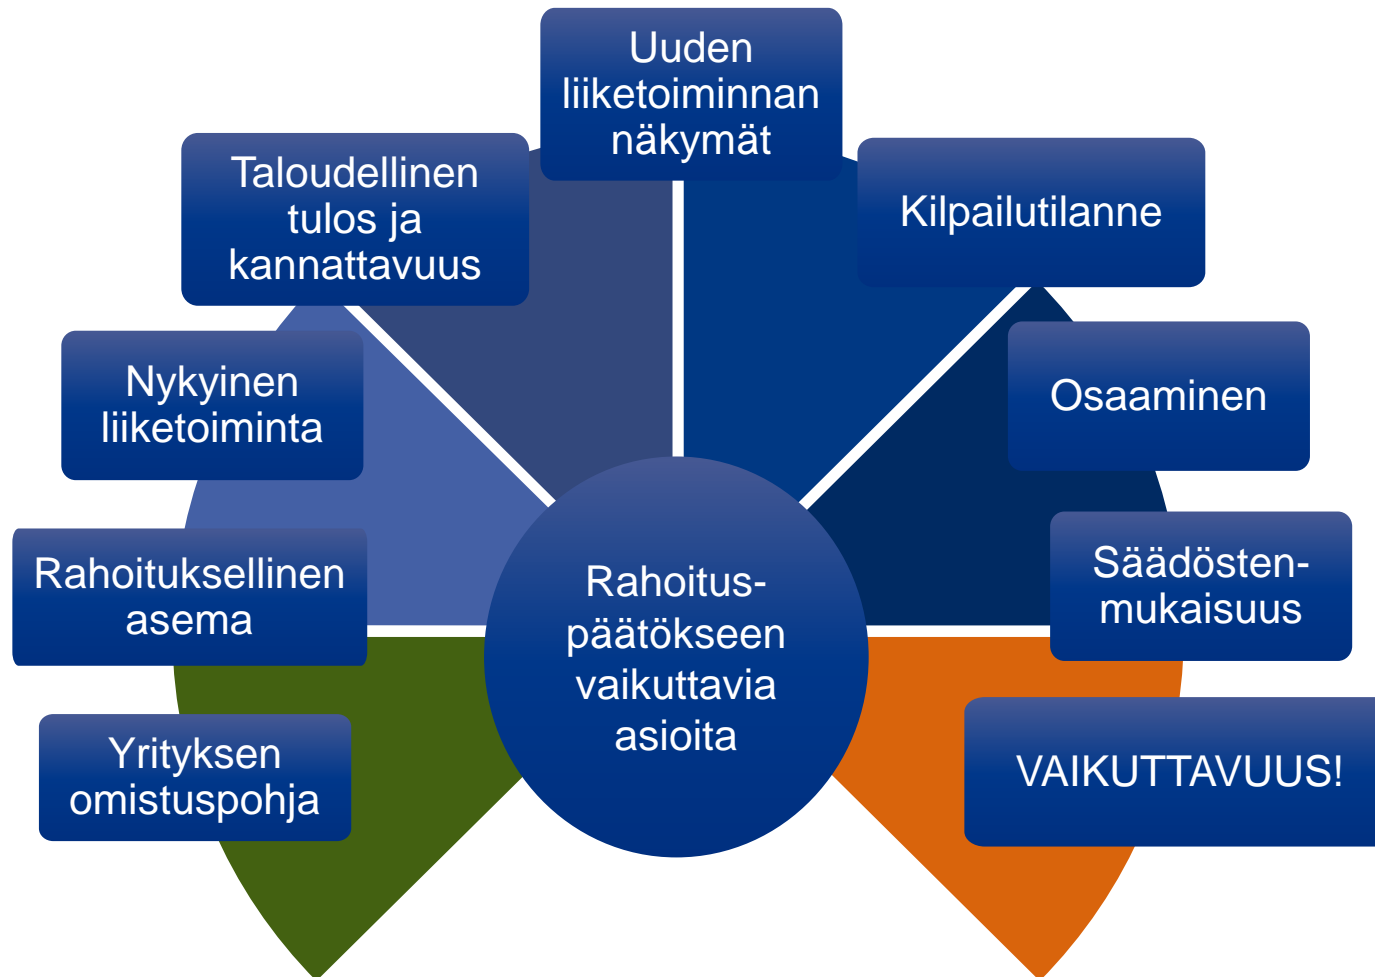 Uuden
liiketoiminnan
näkymät
Taloudellinen
tulos ja
kannattavuus
Kilpailutilanne
Nykyinen
liiketoiminta
Osaaminen
Rahoituksellinen
asema
Säädösten-
mukaisuus
Rahoitus-
päätökseen
vaikuttavia
asioita
Yrityksen
omistuspohja
VAIKUTTAVUUS!